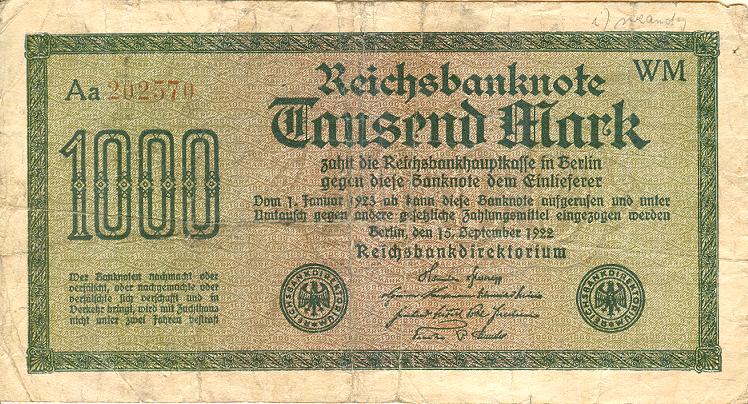 Aa 202570
WM
Reichsbanknote
Tausend Mark
1000
zahlt die Reichsbankhauptkasse in Berlin
gegen diese Banknote dem Einlieferer
Vom 1. Januar 1923 ab kann diese Banknote aufgerufen und unter
Umtausch gegen andere gesetzliche Zahlungsmittel eingezogen werden
Berlin, den 15. September 1922
Reichsbankdirektorium
Wer Banknoten nachmacht oder
verfälscht, oder nachgemachte oder
verfälschte sich verschafft und in
Verkehr bringt, wird mit Zuchthaus
nicht unter zwei Jahren bestraft
REICHSBANKDIREKTORIUM
REICHSBANKDIREKTORIUM